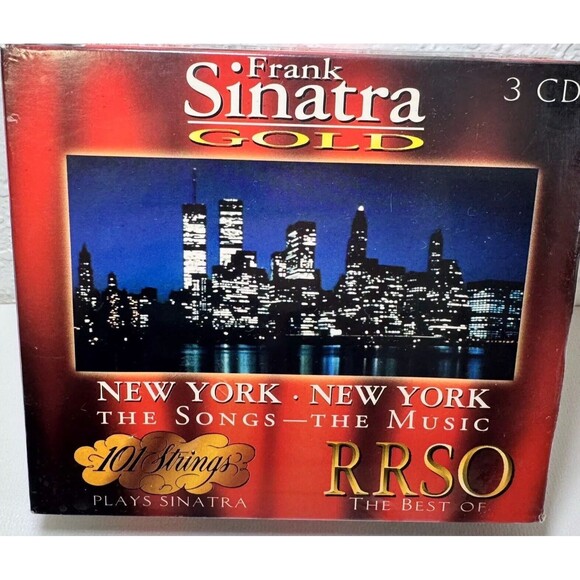 Frank
Sinatra
GOLD
3 CD
NEW YORK · NEW YORK
THE SONGS—THE MUSIC
101 Strings
PLAYS SINATRA
RRSO
THE BEST OF